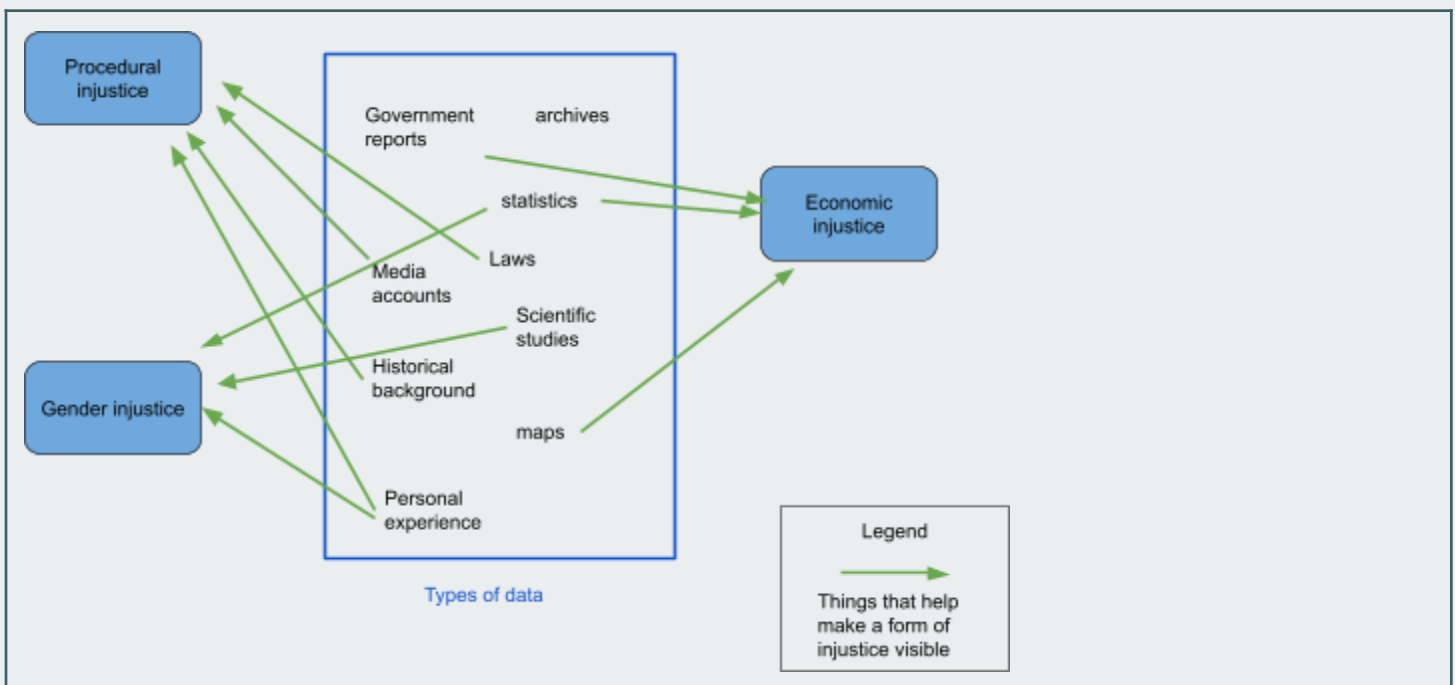 Procedural
injustice
Government
reports
archives
statistics
Economic
injustice
Laws
Media
accounts
Scientific
studies
Historical
background
Gender injustice
maps
Personal
experience
Legend
Things that help
make a form of
injustice visible
Types of data